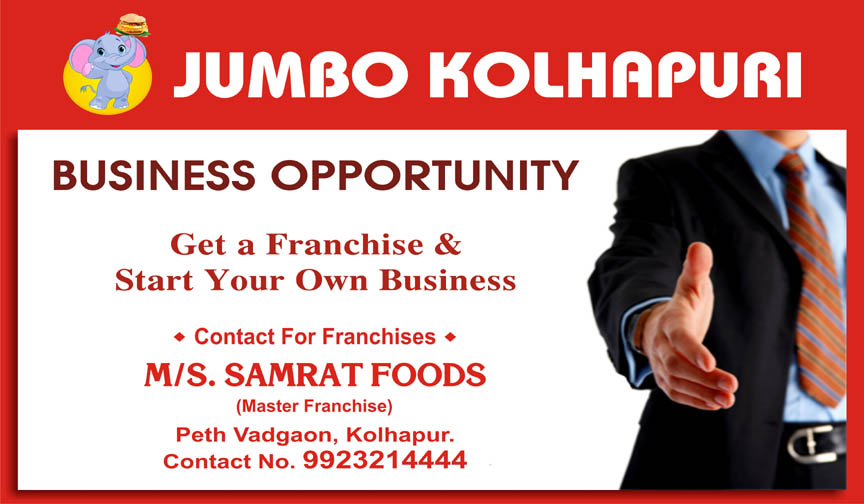 JUMBO KOLHAPURI
BUSINESS OPPORTUNITY
Get a Franchise &
Start Your Own Business
Contact For Franchises
M/S. SAMRAT FOODS
(Master Franchise)
Peth Vadgaon, Kolhapur.
Contact No. 9923214444